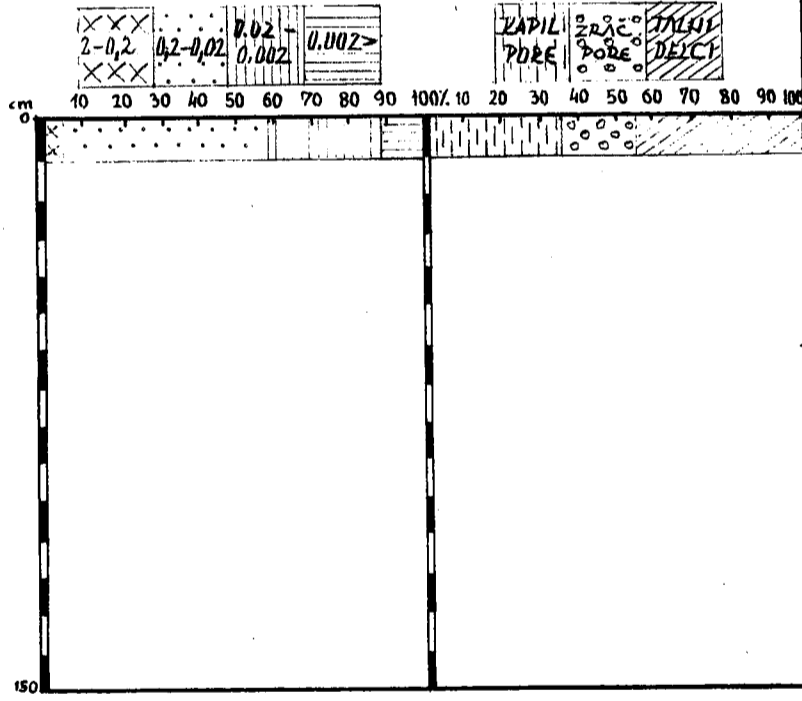 2-0,2 0,2-0,02 0.02 - 0.002 0.002>
KAPIL PORE ZRAČ. PORE TALNI DELCI
cm 10 20 30 40 50 60 70 80 90 100% 10 20 30 40 50 60 70 80 90 100
0
150